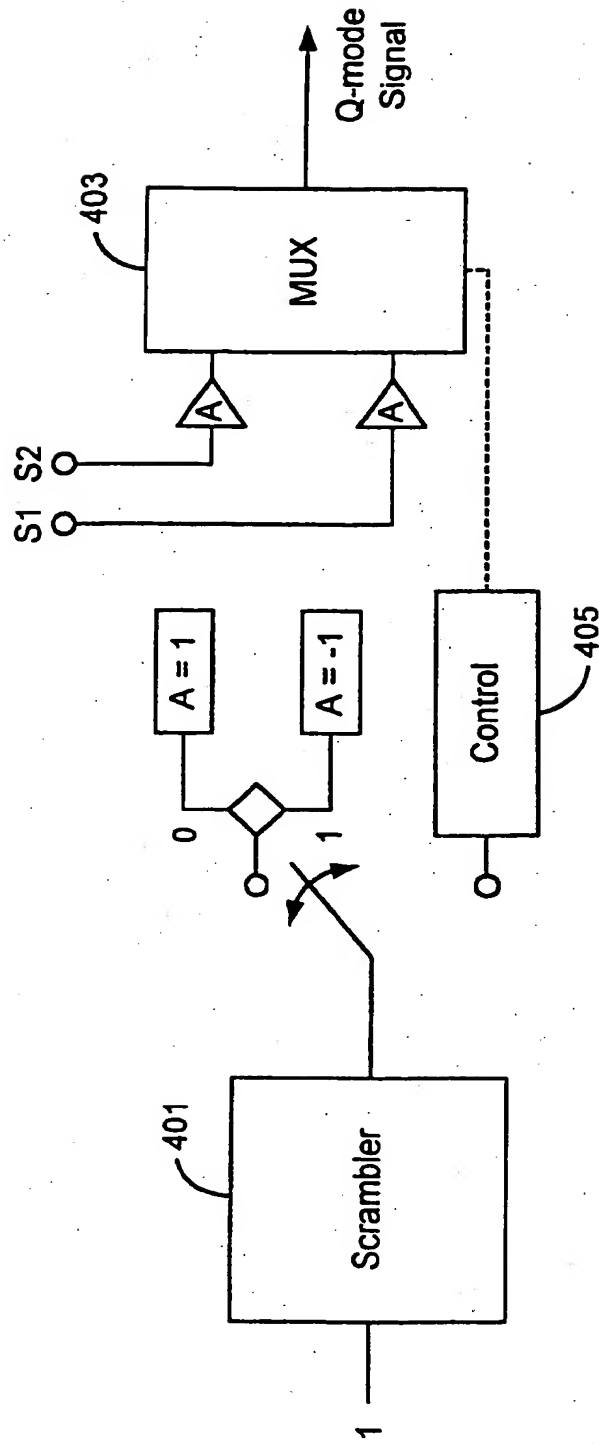 1
401
Scrambler
0
1
A = 1
A = -1
Control
405
S1
S2
A
A
403
MUX
Q-mode
Signal